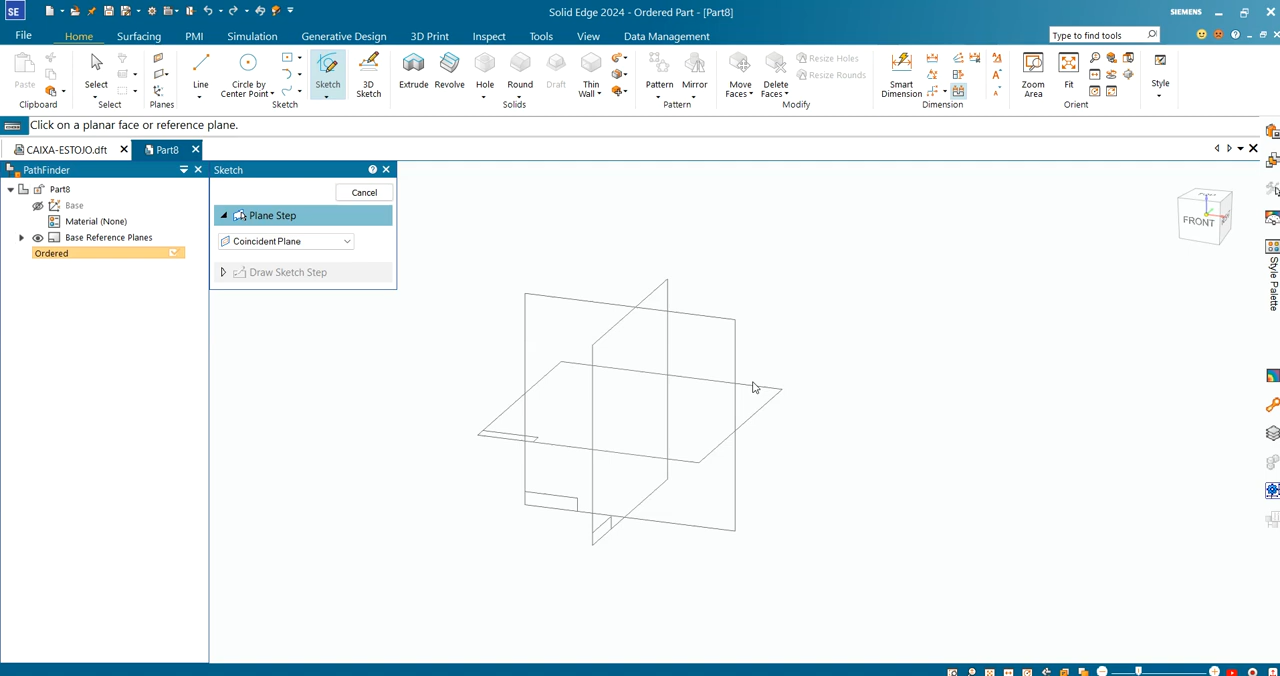 SE
Solid Edge 2024 - Ordered Part - [Part8]
SIEMENS
File
Home
Surfacing
PMI
Simulation
Generative Design
3D Print
Inspect
Tools
View
Data Management
Type to find tools
Paste
Clipboard
Select
Select
Planes
Line
Circle by
Center Point
Sketch
Sketch
3D
Sketch
Extrude
Revolve
Hole
Round
Draft
Thin
Wall
Solids
Pattern
Mirror
Pattern
Move
Faces
Delete
Faces
Resize Holes
Resize Rounds
Modify
Smart
Dimension
Dimension
Zoom
Area
Fit
Orient
Style
Click on a planar face or reference plane.
CAIXA-ESTOJO.dft
Part8
PathFinder
Part8
Base
Material (None)
Base Reference Planes
Ordered
Sketch
Cancel
Plane Step
Coincident Plane
Draw Sketch Step
FRONT
Style Palette